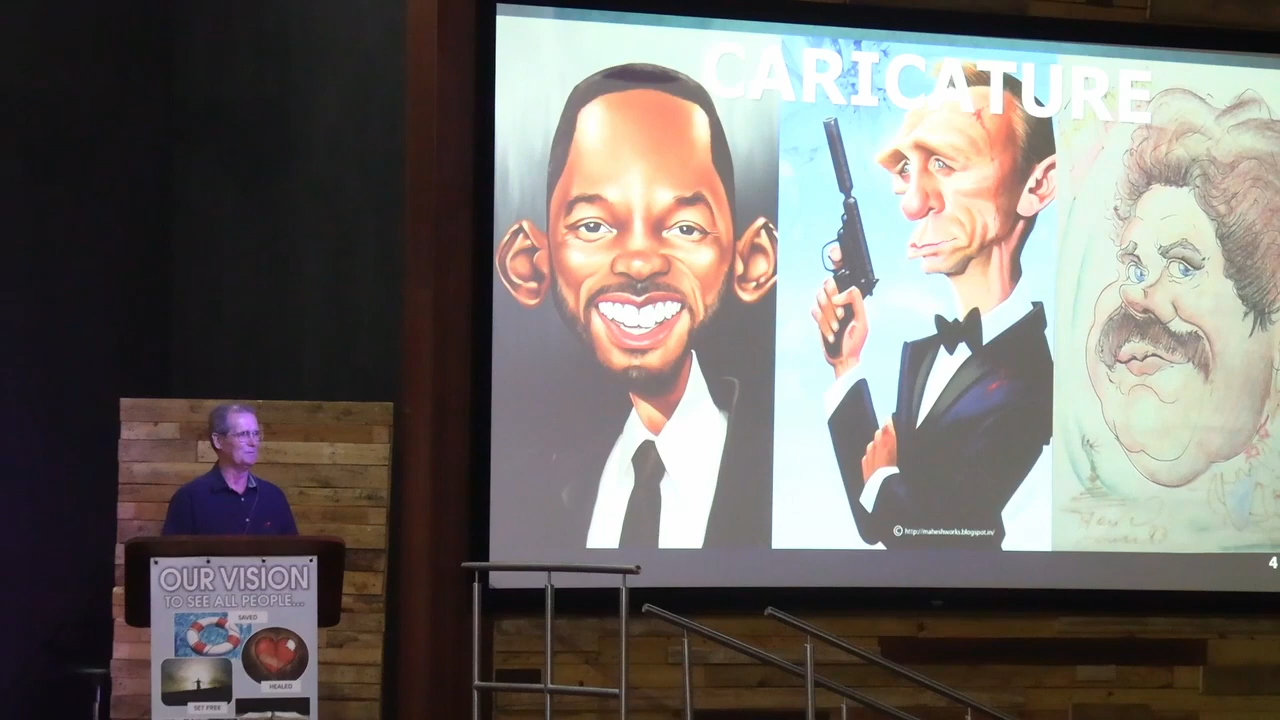 CARICATURE
© http://maheshworks.blogspot.in/
4
OUR VISION
TO SEE ALL PEOPLE...
SAVED
HEALED
SET FREE